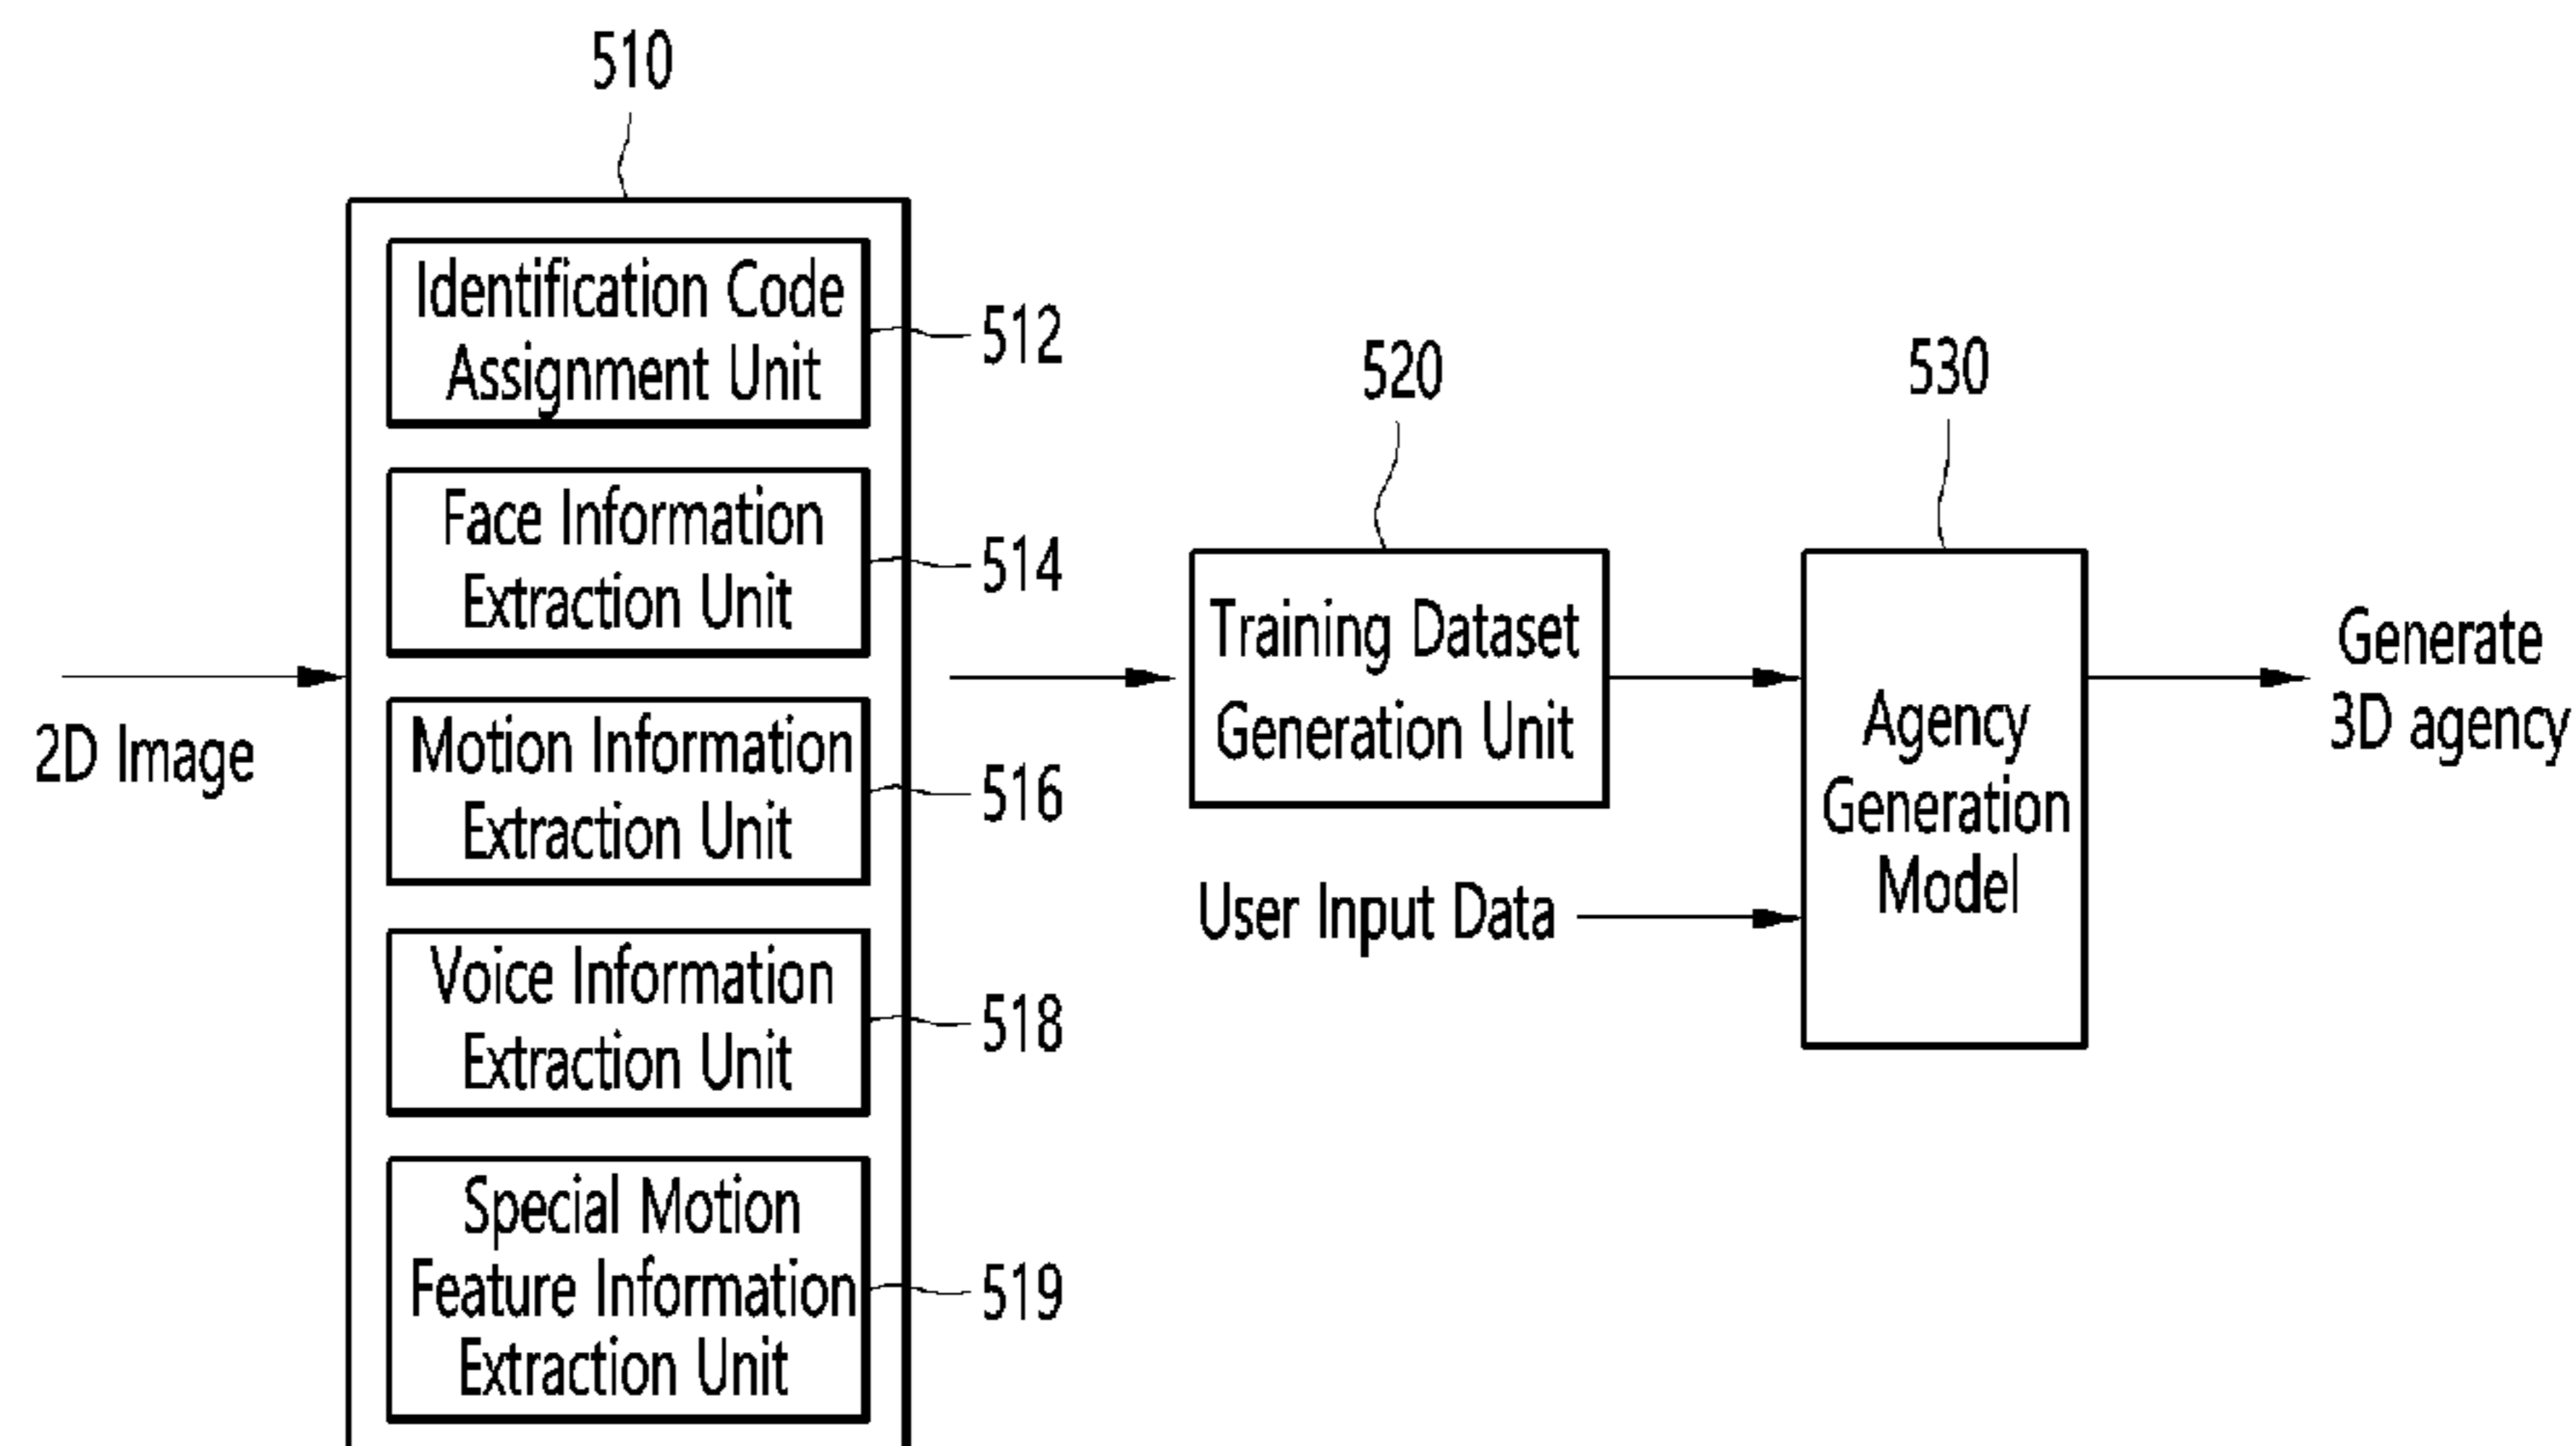 510
Identification Code
Assignment Unit
512
Face Information
Extraction Unit
514
Motion Information
Extraction Unit
516
Voice Information
Extraction Unit
518
Special Motion
Feature Information
Extraction Unit
519
2D Image
520
Training Dataset
Generation Unit
User Input Data
530
Agency
Generation
Model
Generate
3D agency